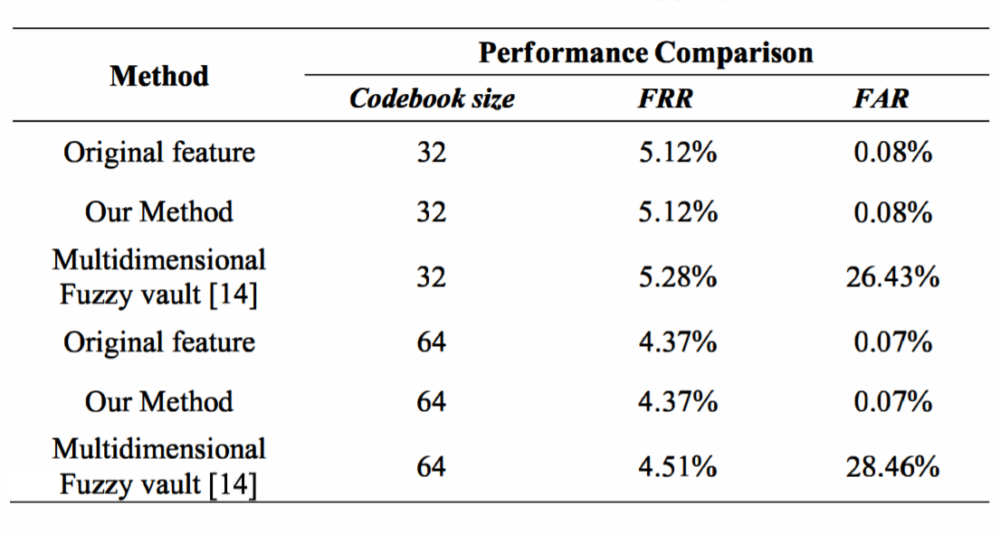 Performance Comparison
Method
Codebook size FRR FAR
Original feature 32 5.12% 0.08%
Our Method 32 5.12% 0.08%
Multidimensional
Fuzzy vault [14] 32 5.28% 26.43%
Original feature 64 4.37% 0.07%
Our Method 64 4.37% 0.07%
Multidimensional
Fuzzy vault [14] 64 4.51% 28.46%